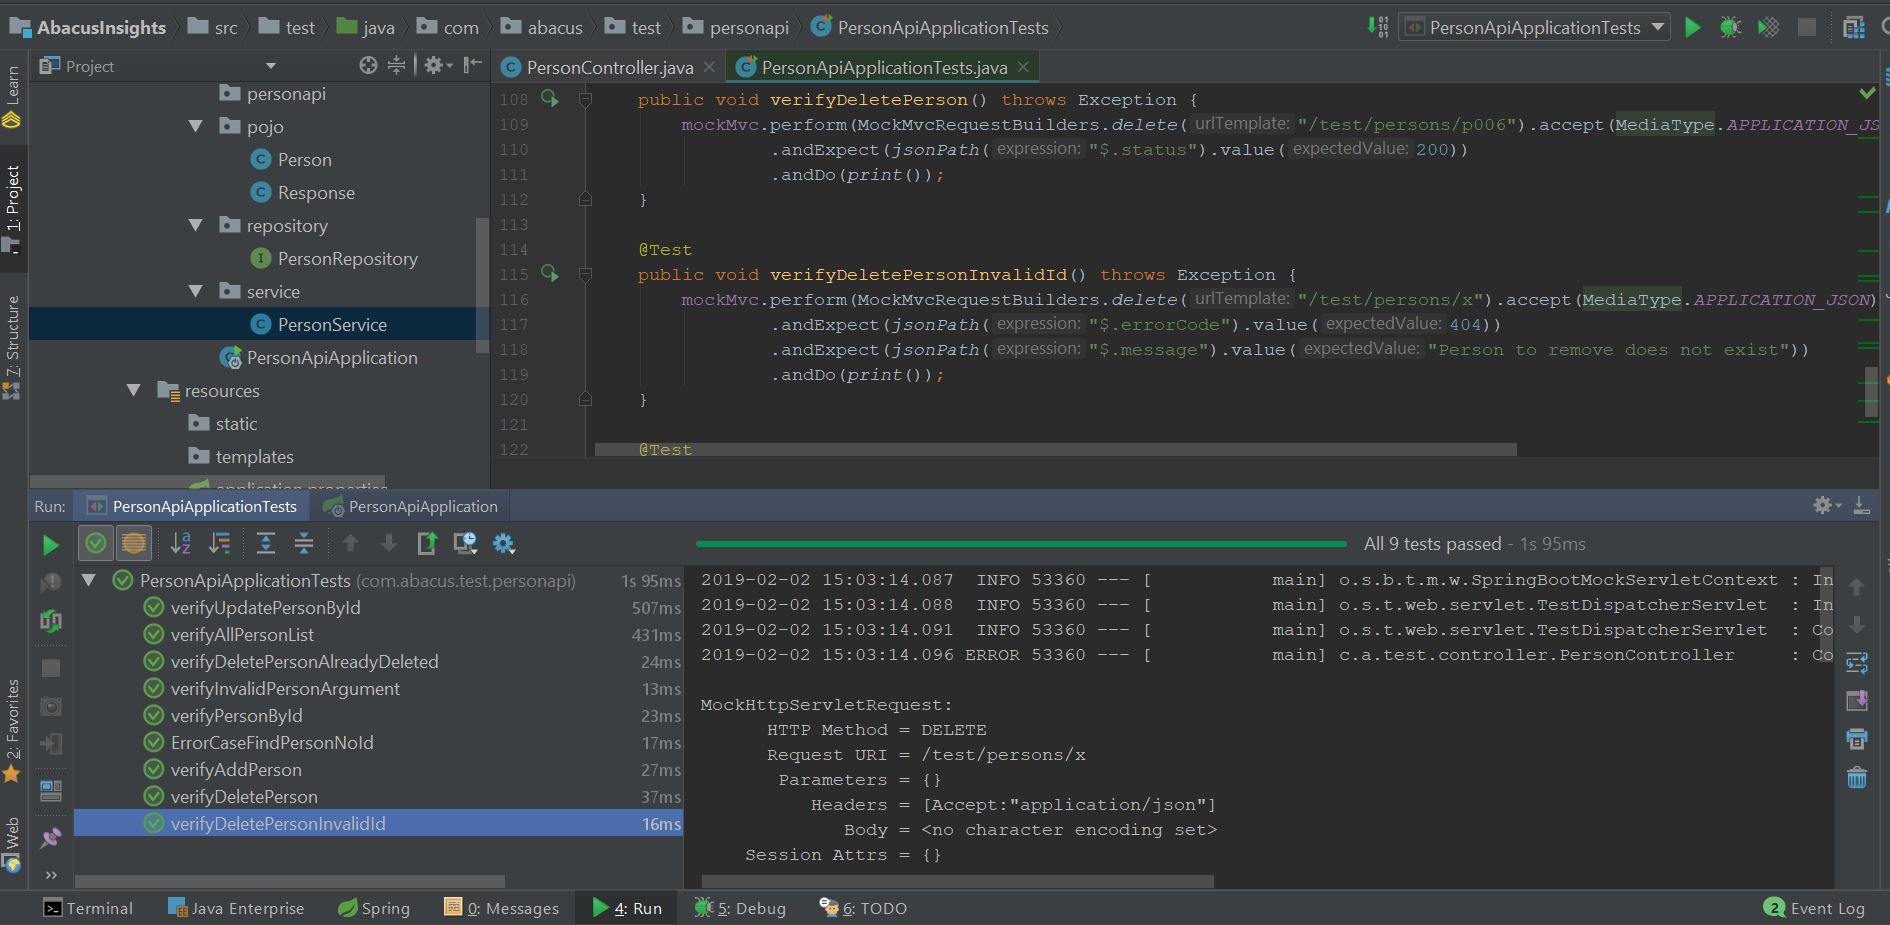 AbacusInsights src test java com abacus test personapi PersonApiApplicationTests PersonApiApplicationTests
Learn
1: Project
7: Structure
2: Favorites
Web
Project
personapi
pojo
Person
Response
repository
PersonRepository
service
PersonService
PersonApiApplication
resources
static
templates
application.properties
PersonController.java PersonApiApplicationTests.java
108 public void verifyDeletePerson() throws Exception {
109 mockMvc.perform(MockMvcRequestBuilders.delete( urlTemplate: "/test/persons/p006").accept(MediaType.APPLICATION_JS
110 .andExpect(jsonPath( expression: "$.status").value( expectedValue: 200))
111 .andDo(print());
112 }
113
114 @Test
115 public void verifyDeletePersonInvalidId() throws Exception {
116 mockMvc.perform(MockMvcRequestBuilders.delete( urlTemplate: "/test/persons/x").accept(MediaType.APPLICATION_JSON)
117 .andExpect(jsonPath( expression: "$.errorCode").value( expectedValue: 404))
118 .andExpect(jsonPath( expression: "$.message").value( expectedValue: "Person to remove does not exist"))
119 .andDo(print());
120 }
121
122 @Test
Run: PersonApiApplicationTests PersonApiApplication
All 9 tests passed - 1s 95ms
PersonApiApplicationTests (com.abacus.test.personapi) 1s 95ms
verifyUpdatePersonById 507ms
verifyAllPersonList 431ms
verifyDeletePersonAlreadyDeleted 24ms
verifyInvalidPersonArgument 13ms
verifyPersonById 23ms
ErrorCaseFindPersonNoId 17ms
verifyAddPerson 27ms
verifyDeletePerson 37ms
verifyDeletePersonInvalidId 16ms
2019-02-02 15:03:14.087 INFO 53360 --- [ main] o.s.b.t.m.w.SpringBootMockServletContext : In
2019-02-02 15:03:14.088 INFO 53360 --- [ main] o.s.t.web.servlet.TestDispatcherServlet : In
2019-02-02 15:03:14.091 INFO 53360 --- [ main] o.s.t.web.servlet.TestDispatcherServlet : Co
2019-02-02 15:03:14.096 ERROR 53360 --- [ main] c.a.test.controller.PersonController : Co
MockHttpServletRequest:
HTTP Method = DELETE
Request URI = /test/persons/x
Parameters = {}
Headers = [Accept:"application/json"]
Body = <no character encoding set>
Session Attrs = {}
Terminal Java Enterprise Spring 0: Messages 4: Run 5: Debug 6: TODO 2 Event Log